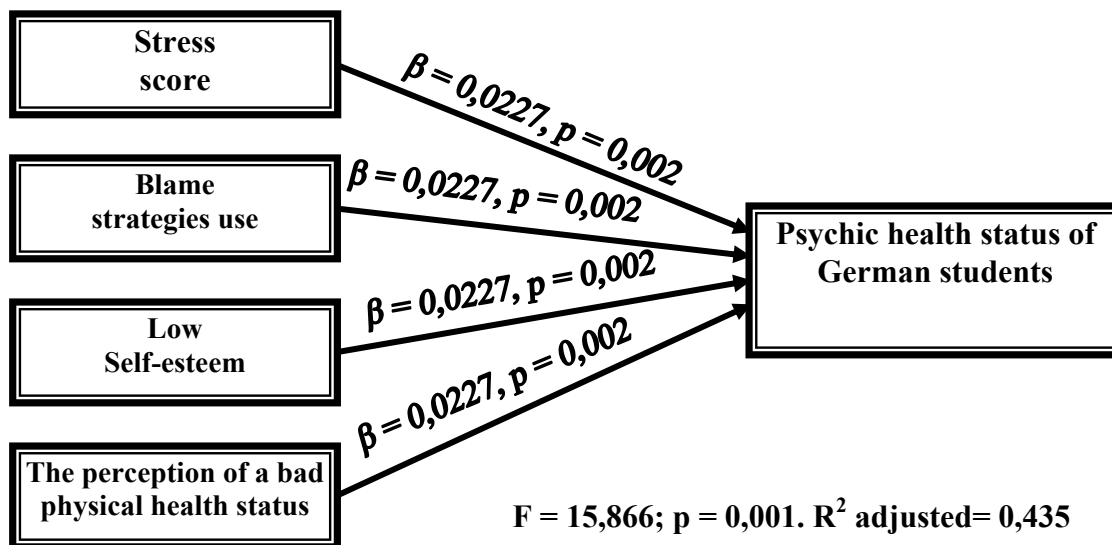 Stress
score
β = 0,0227, p = 0,002
Blame
strategies use
β = 0,0227, p = 0,002
Psychic health status of
German students
Low
Self-esteem
β = 0,0227, p = 0,002
The perception of a bad
physical health status
β = 0,0227, p = 0,002
F = 15,866; p = 0,001. R² adjusted= 0,435